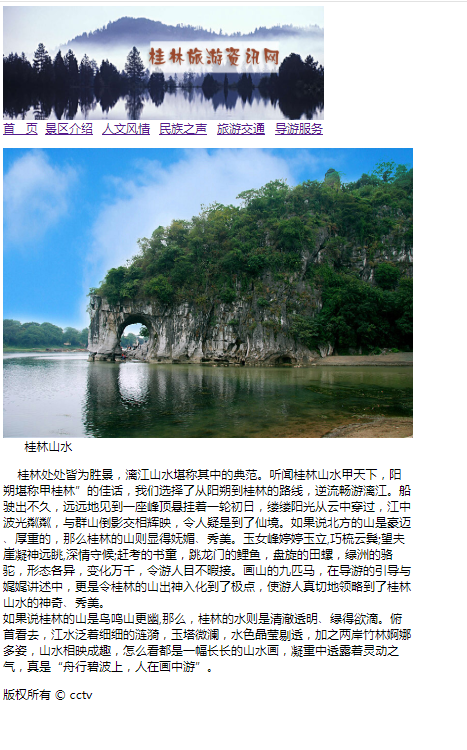 桂林旅游资讯网
首 页 景区介绍 人文风情 民族之声 旅游交通 导游服务
桂林山水
桂林处处皆为胜景，漓江山水堪称其中的典范。听闻桂林山水甲天下，阳
朔堪称甲桂林”的佳话，我们选择了从阳朔到桂林的路线，逆流畅游漓江。船
驶出不久，远远地见到一座峰顶悬挂着一轮初日，缕缕阳光从云中穿过，江中
波光粼粼，与群山倒影交相辉映，令人疑是到了仙境。如果说北方的山是豪迈
、厚重的，那么桂林的山则显得妩媚、秀美。玉女峰婷婷玉立,巧梳云鬓;望夫
崖凝神远眺,深情守候;赶考的书童，跳龙门的鲤鱼，盘旋的田螺，绿洲的骆
驼，形态各异，变化万千，令游人目不暇接。画山的九匹马，在导游的引导与
娓娓讲述中，更是令桂林的山出神入化到了极点，使游人真切地领略到了桂林
山水的神奇、秀美。
如果说桂林的山是鸟鸣山更幽,那么，桂林的水则是清澈透明、绿得欲滴。俯
首看去，江水泛着细细的涟漪，玉塔微澜，水色晶莹剔透，加之两岸竹林婀娜
多姿，山水相映成趣，怎么看都是一幅长长的山水画，凝重中透露着灵动之
气，真是“舟行碧波上，人在画中游”。
版权所有 © cctv